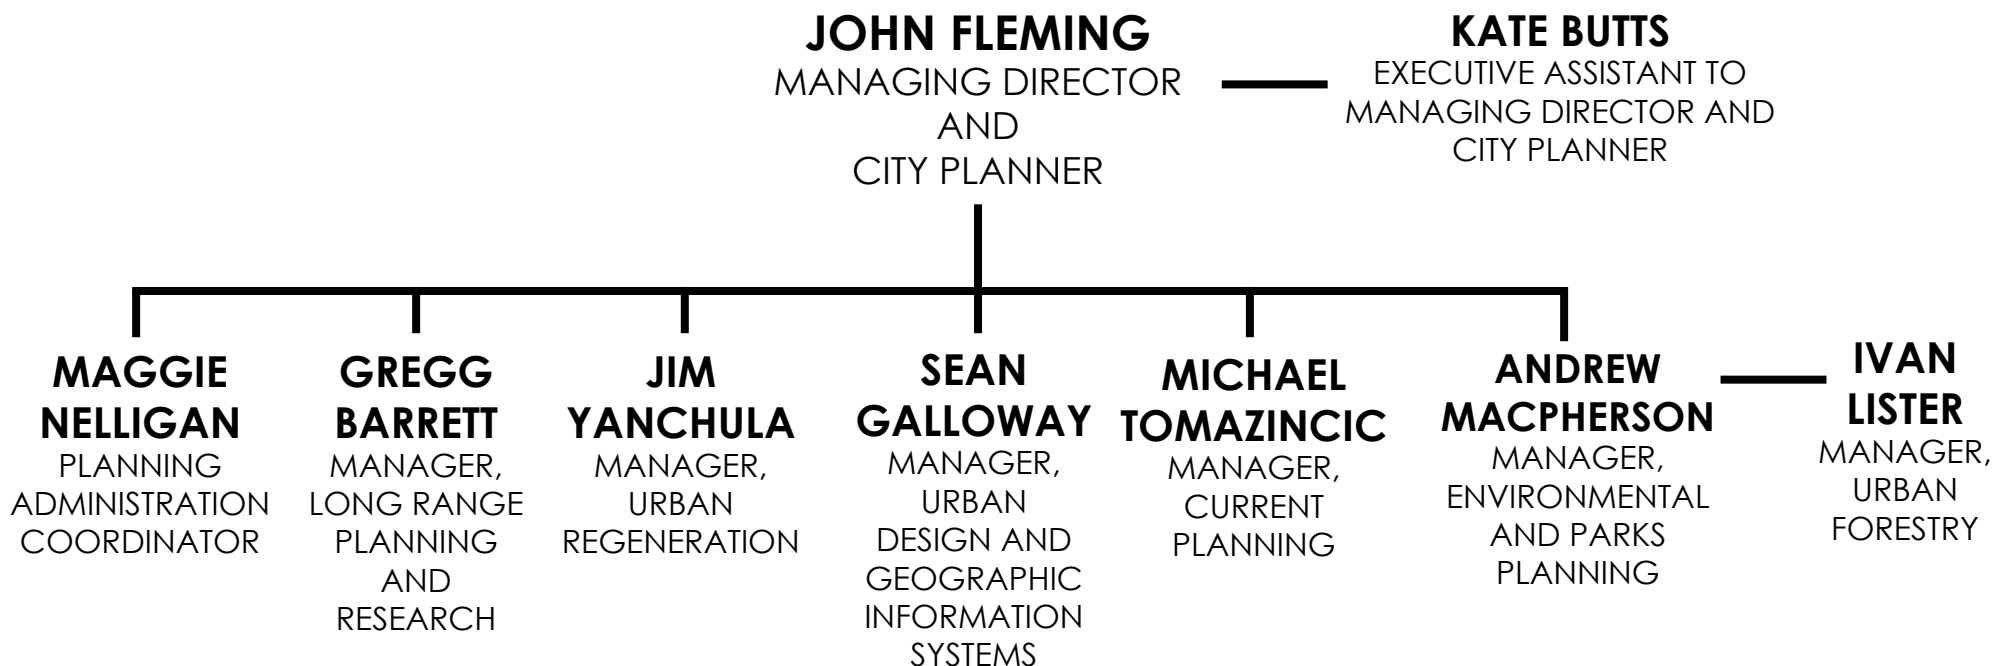 JOHN FLEMING
MANAGING DIRECTOR
AND
CITY PLANNER
KATE BUTTS
EXECUTIVE ASSISTANT TO
MANAGING DIRECTOR AND
CITY PLANNER
MAGGIE
NELLIGAN
PLANNING
ADMINISTRATION
COORDINATOR
GREGG
BARRETT
MANAGER,
LONG RANGE
PLANNING
AND
RESEARCH
JIM
YANCHULA
MANAGER,
URBAN
REGENERATION
SEAN
GALLOWAY
MANAGER,
URBAN
DESIGN AND
GEOGRAPHIC
INFORMATION
SYSTEMS
MICHAEL
TOMAZINCIC
MANAGER,
CURRENT
PLANNING
ANDREW
MACPHERSON
MANAGER,
ENVIRONMENTAL
AND PARKS
PLANNING
IVAN
LISTER
MANAGER,
URBAN
FORESTRY